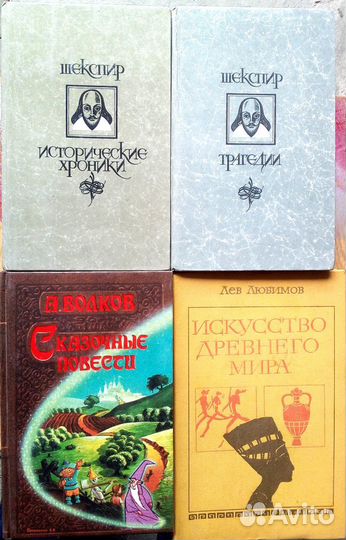 ШЕКСПИР
ИСТОРИЧЕСКИЕ
ХРОНИКИ
ШЕКСПИР
ТРАГЕДИИ
А. ВОЛКОВ
СКАЗОЧНЫЕ
ПОВЕСТИ
ЛЕВ ЛЮБИМОВ
ИСКУССТВО
ДРЕВНЕГО
МИРА
Avito